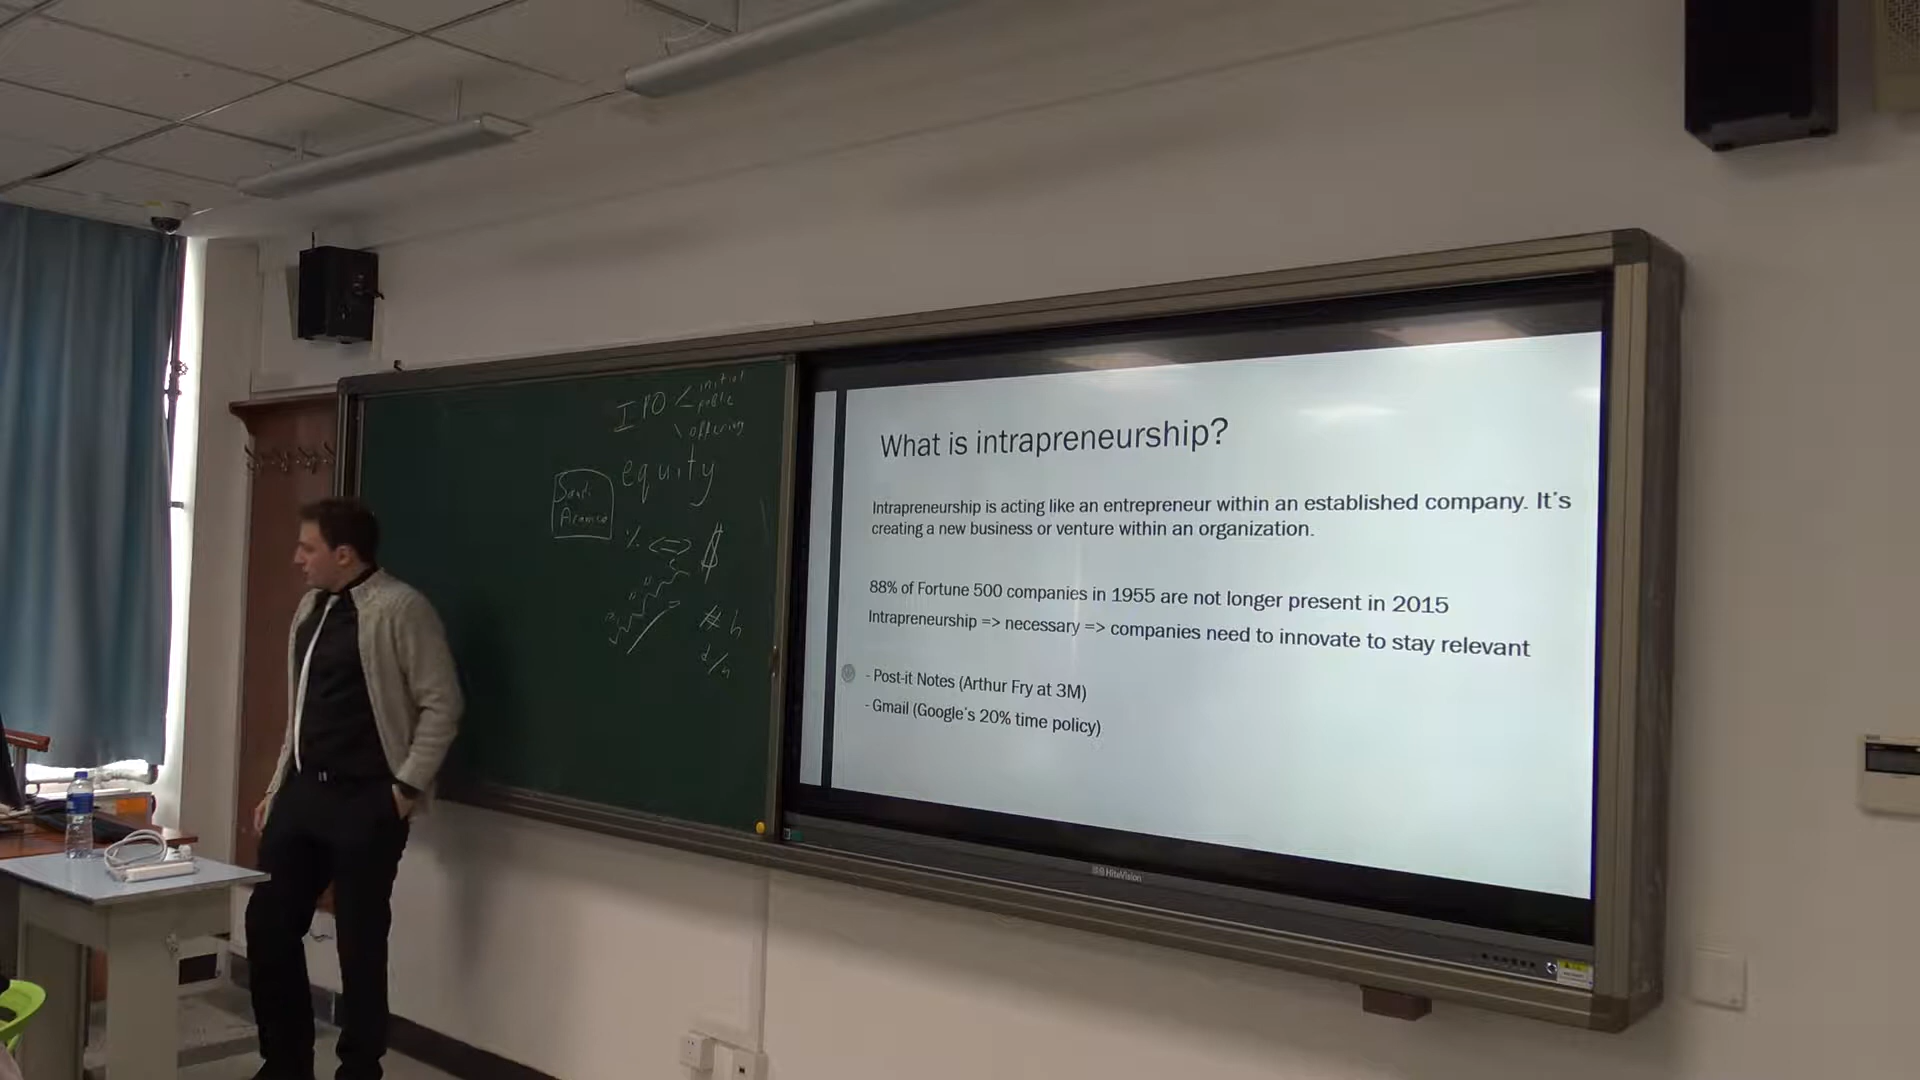 IPO < initial
public
offering
equity
Saudi
Aramco
% <=> $
What is intrapreneurship?
Intrapreneurship is acting like an entrepreneur within an established company. It's
creating a new business or venture within an organization.
88% of Fortune 500 companies in 1955 are not longer present in 2015
Intrapreneurship => necessary => companies need to innovate to stay relevant
- Post-it Notes (Arthur Fry at 3M)
- Gmail (Google's 20% time policy)
HiteVision